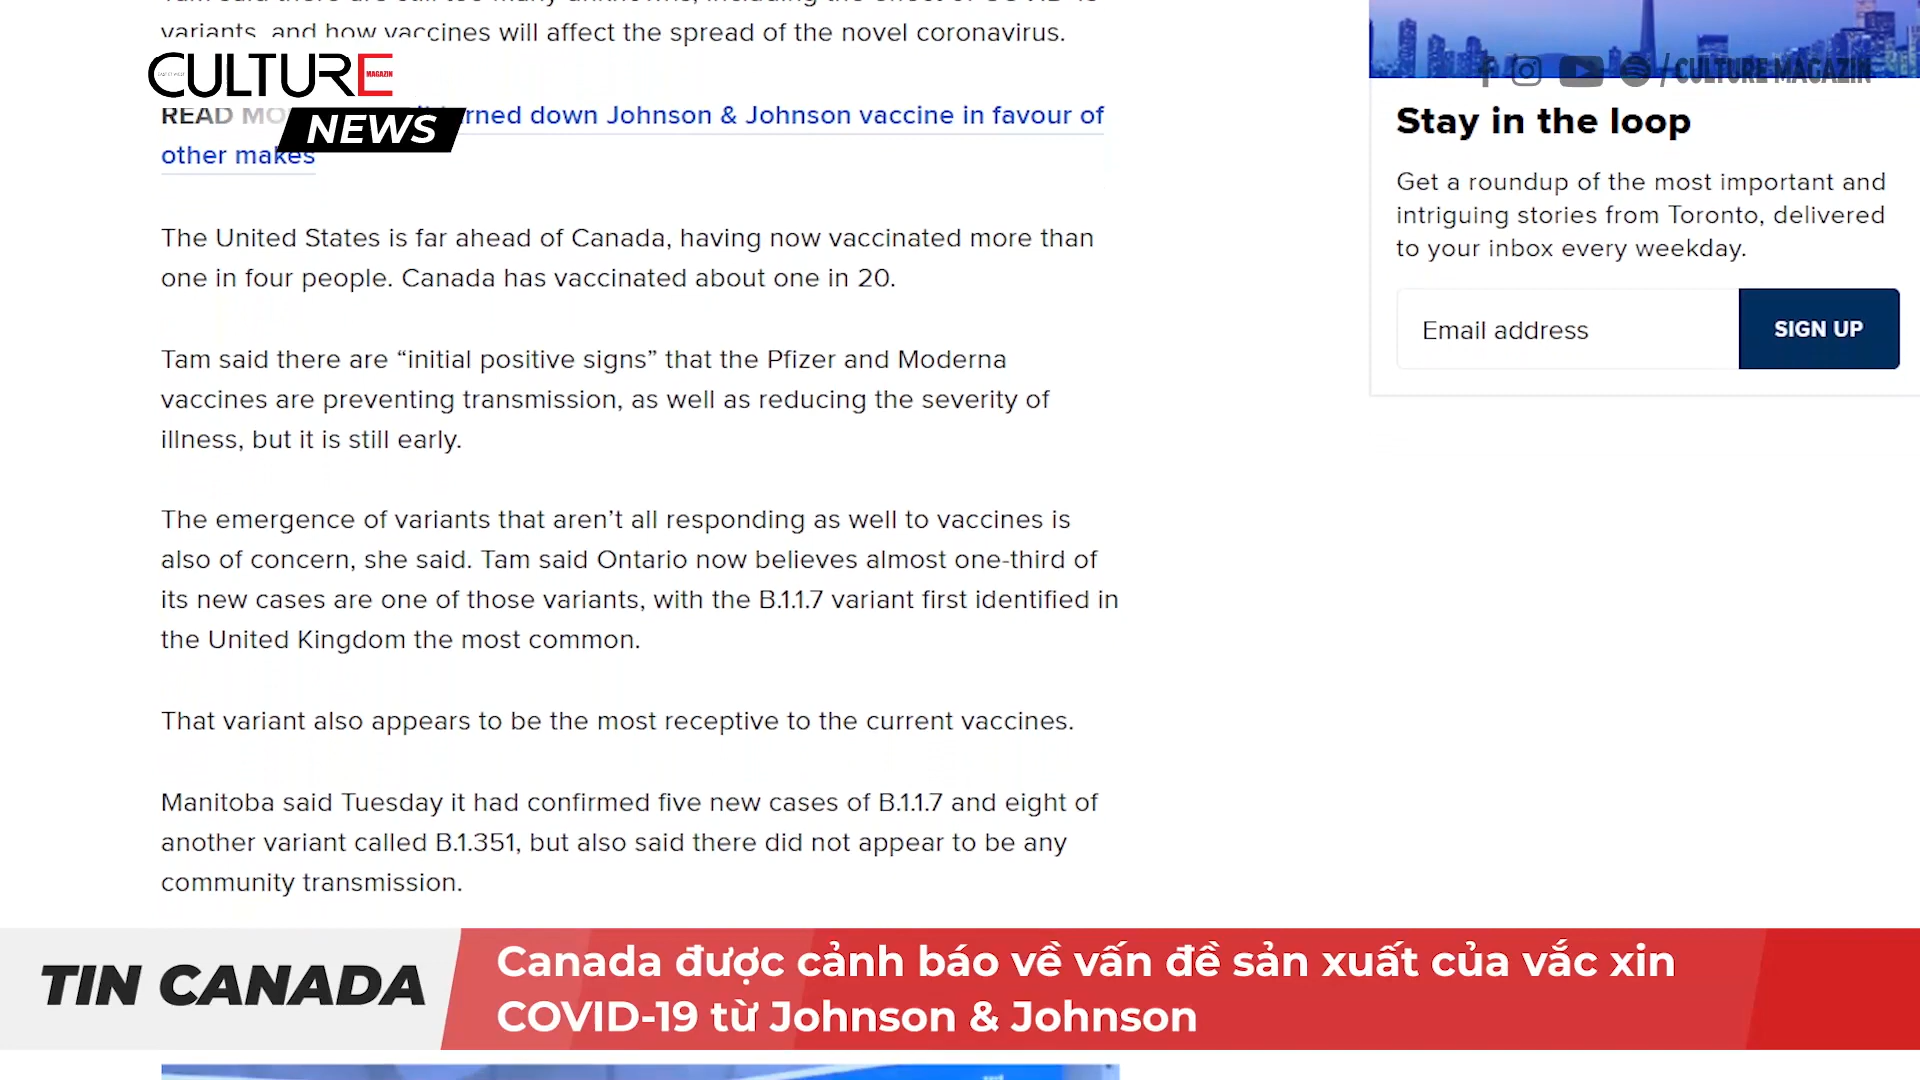 variants, and how vaccines will affect the spread of the novel coronavirus.
CULTURE
MAGAZIN
NEWS
/ CULTURE MAGAZIN
READ MO
rned down Johnson & Johnson vaccine in favour of
other makes
The United States is far ahead of Canada, having now vaccinated more than
one in four people. Canada has vaccinated about one in 20.
Tam said there are “initial positive signs” that the Pfizer and Moderna
vaccines are preventing transmission, as well as reducing the severity of
illness, but it is still early.
The emergence of variants that aren’t all responding as well to vaccines is
also of concern, she said. Tam said Ontario now believes almost one-third of
its new cases are one of those variants, with the B.1.1.7 variant first identified in
the United Kingdom the most common.
That variant also appears to be the most receptive to the current vaccines.
Manitoba said Tuesday it had confirmed five new cases of B.1.1.7 and eight of
another variant called B.1.351, but also said there did not appear to be any
community transmission.
Stay in the loop
Get a roundup of the most important and
intriguing stories from Toronto, delivered
to your inbox every weekday.
Email address
SIGN UP
TIN CANADA
Canada được cảnh báo về vấn đề sản xuất của vắc xin
COVID-19 từ Johnson & Johnson